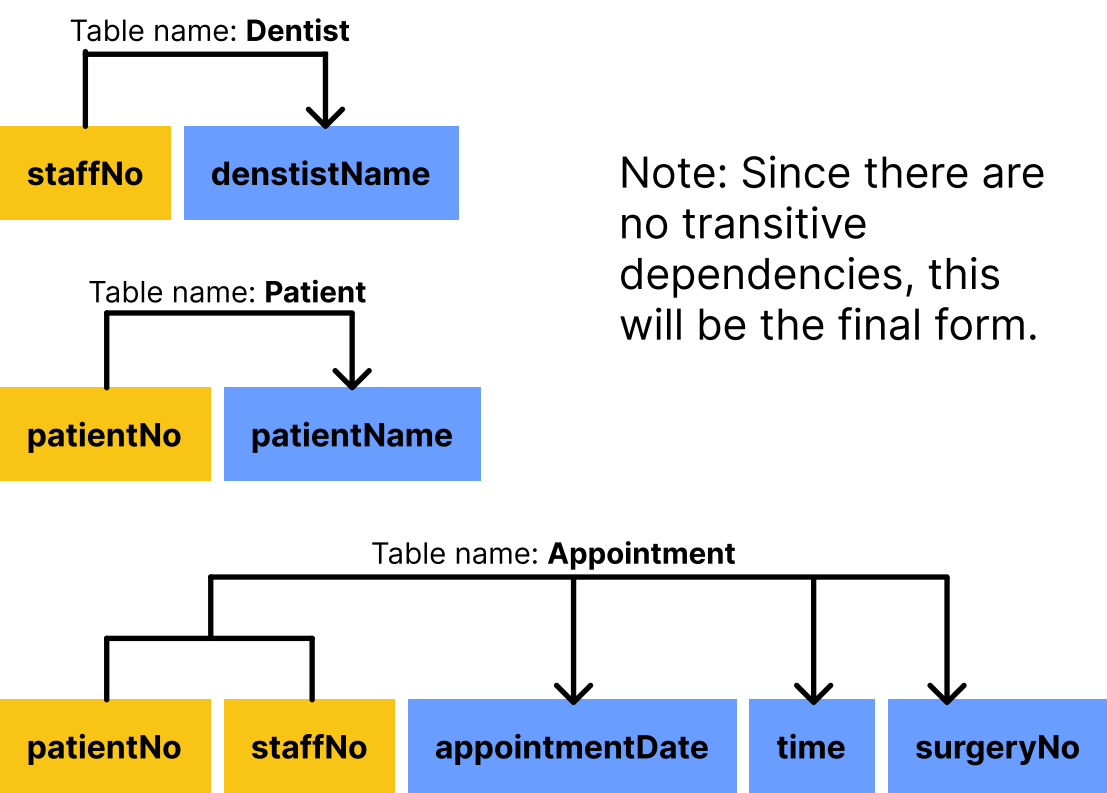 Table name: Dentist
staffNo
denstistName
Note: Since there are
no transitive
dependencies, this
will be the final form.
Table name: Patient
patientNo
patientName
Table name: Appointment
patientNo
staffNo
appointmentDate
time
surgeryNo